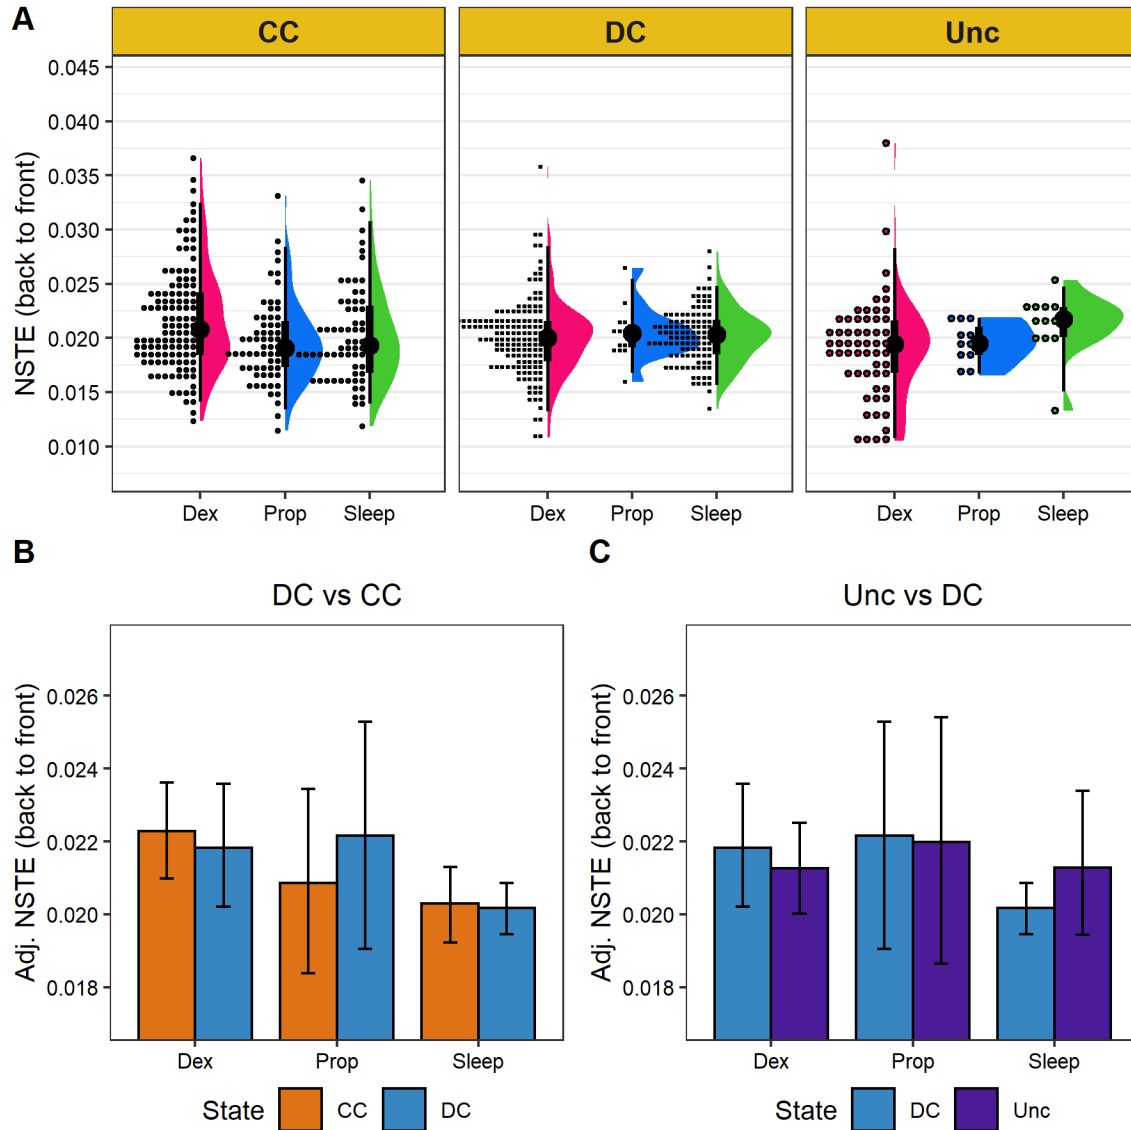 A
CC DC Unc
NSTE (back to front)
0.045
0.040
0.035
0.030
0.025
0.020
0.015
0.010
Dex Prop Sleep Dex Prop Sleep Dex Prop Sleep
B
DC vs CC
Adj. NSTE (back to front)
0.026
0.024
0.022
0.020
0.018
Dex Prop Sleep
State CC DC
C
Unc vs DC
Adj. NSTE (back to front)
0.026
0.024
0.022
0.020
0.018
Dex Prop Sleep
State DC Unc